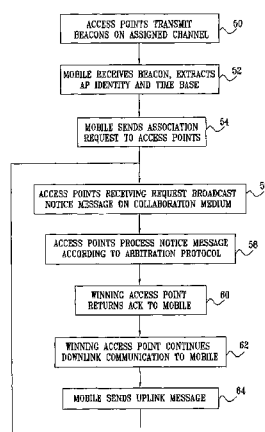 ACCESS POINTS TRANSMIT
BEACONS ON ASSIGNED CHANNEL
50
MOBILE RECEIVES BEACON, EXTRACTS
AP IDENTITY AND TIME BASE
52
MOBILE SENDS ASSOCIATION
REQUEST TO ACCESS POINTS
54
ACCESS POINTS RECEIVING REQUEST BROADCAST
NOTICE MESSAGE ON COLLABORATION MEDIUM
5
ACCESS POINTS PROCESS NOTICE MESSAGE
ACCORDING TO ARBITRATION PROTOCOL
58
WINNING ACCESS POINT
RETURNS ACK TO MOBILE
60
WINNING ACCESS POINT CONTINUES
DOWNLINK COMMUNICATION TO MOBILE
62
MOBILE SENDS UPLINK MESSAGE
64